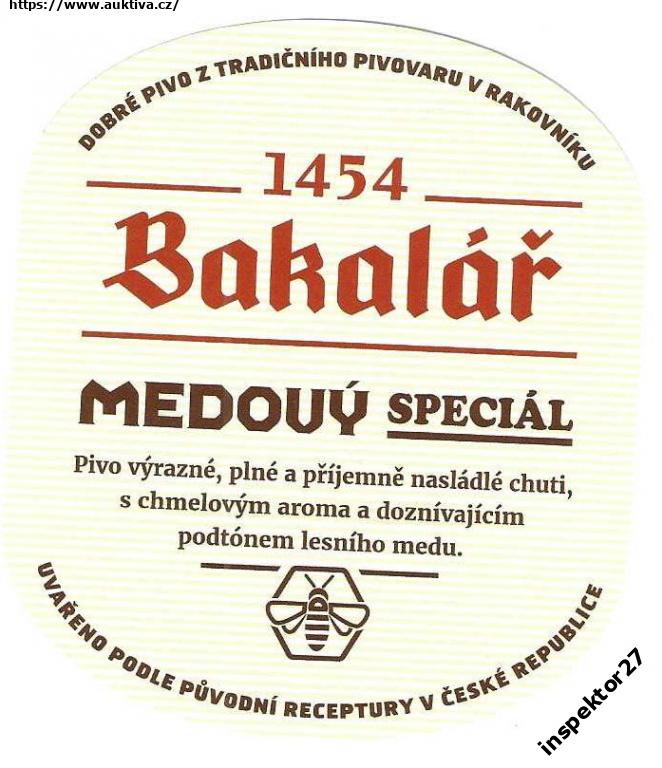 https://www.auktiva.cz/
DOBRÉ PIVO Z TRADIČNÍHO PIVOVARU V RAKOVNÍKU
1454
Bakalář
MEDOVÝ SPECIÁL
Pivo výrazné, plné a příjemně nasládlé chuti,
s chmelovým aroma a doznívajícím
podtónem lesního medu.
UVAŘENO PODLE PŮVODNÍ RECEPTURY V ČESKÉ REPUBLICE
inspektor27